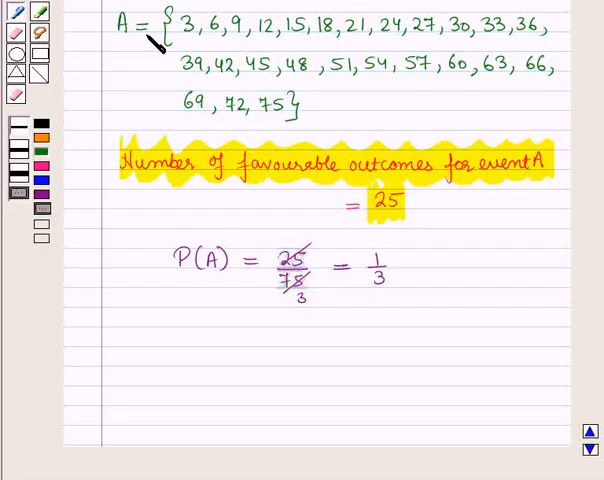 A = { 3, 6, 9, 12, 15, 18, 21, 24, 27, 30, 33, 36,
39, 42, 45, 48, 51, 54, 57, 60, 63, 66,
69, 72, 75}
Number of favourable outcomes for event A
= 25
P(A) = 25/75 = 1/3
3